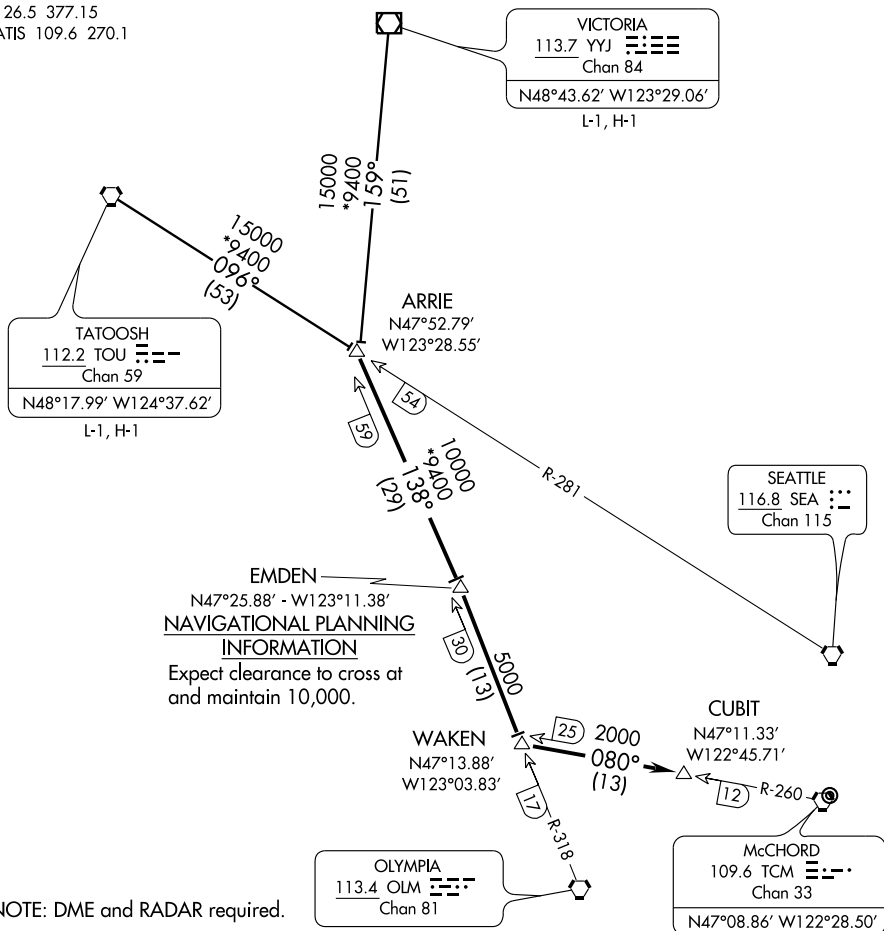 26.5 377.15
ATIS 109.6 270.1
VICTORIA
113.7 YYJ
Chan 84
N48°43.62' W123°29.06'
L-1, H-1
15000
*9400
159°
(51)
15000
*9400
096°
(53)
TATOOSH
112.2 TOU
Chan 59
N48°17.99' W124°37.62'
L-1, H-1
ARRIE
N47°52.79'
W123°28.55'
54
59
10000
*9400
138°
(29)
R-281
SEATTLE
116.8 SEA
Chan 115
EMDEN
N47°25.88' - W123°11.38'
NAVIGATIONAL PLANNING
INFORMATION
Expect clearance to cross at
and maintain 10,000.
30
5000
(13)
WAKEN
N47°13.88'
W123°03.83'
25
2000
080°
(13)
CUBIT
N47°11.33'
W122°45.71'
12
R-260
17
R-318
OLYMPIA
113.4 OLM
Chan 81
McCHORD
109.6 TCM
Chan 33
N47°08.86' W122°28.50'
NOTE: DME and RADAR required.